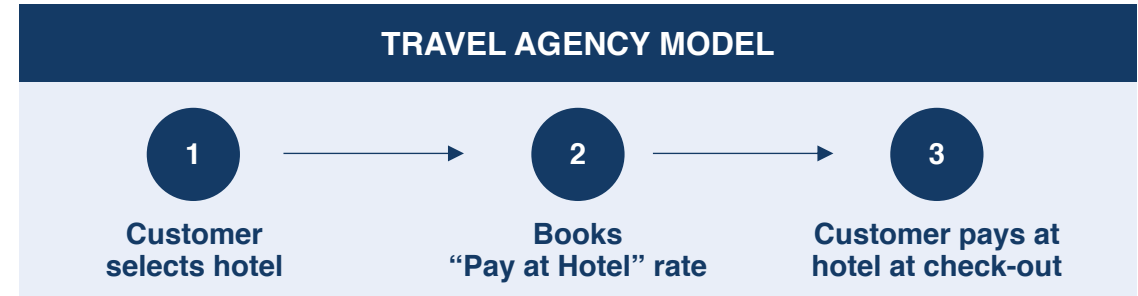 TRAVEL AGENCY MODEL
1
2
3
Customer
selects hotel
Books
“Pay at Hotel” rate
Customer pays at
hotel at check-out